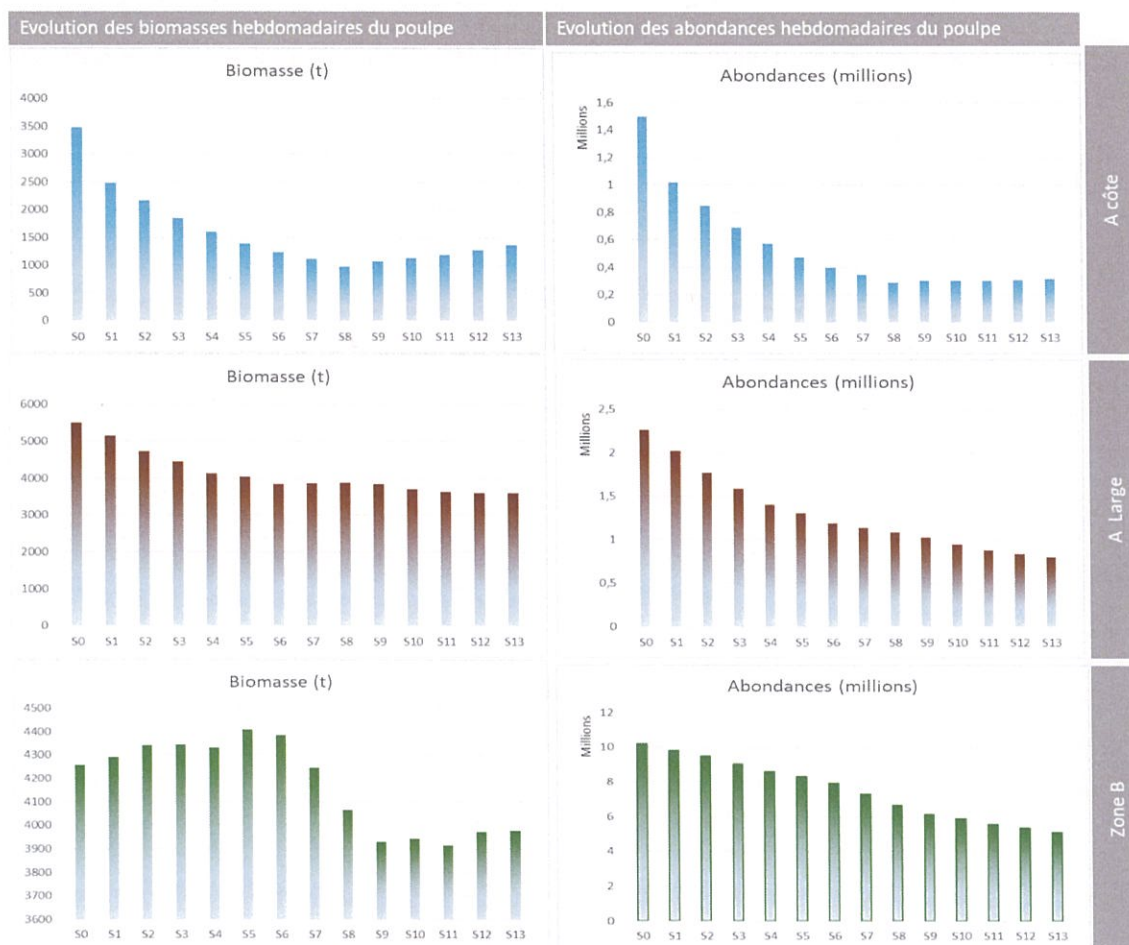 Evolution des biomasses hebdomadaires du poulpe
Evolution des abondances hebdomadaires du poulpe
Biomasse (t)
4000
3500
3000
2500
2000
1500
1000
500
0
S0 S1 S2 S3 S4 S5 S6 S7 S8 S9 S10 S11 S12 S13
Abondances (millions)
Millions
1,6
1,4
1,2
1
0,8
0,6
0,4
0,2
0
S0 S1 S2 S3 S4 S5 S6 S7 S8 S9 S10 S11 S12 S13
A côte
Biomasse (t)
6000
5000
4000
3000
2000
1000
0
S0 S1 S2 S3 S4 S5 S6 S7 S8 S9 S10 S11 S12 S13
Abondances (millions)
Millions
2,5
2
1,5
1
0,5
0
S0 S1 S2 S3 S4 S5 S6 S7 S8 S9 S10 S11 S12 S13
A Large
Biomasse (t)
4500
4400
4300
4200
4100
4000
3900
3800
3700
3600
S0 S1 S2 S3 S4 S5 S6 S7 S8 S9 S10 S11 S12 S13
Abondances (millions)
Millions
12
10
8
6
4
2
0
S0 S1 S2 S3 S4 S5 S6 S7 S8 S9 S10 S11 S12 S13
Zone B